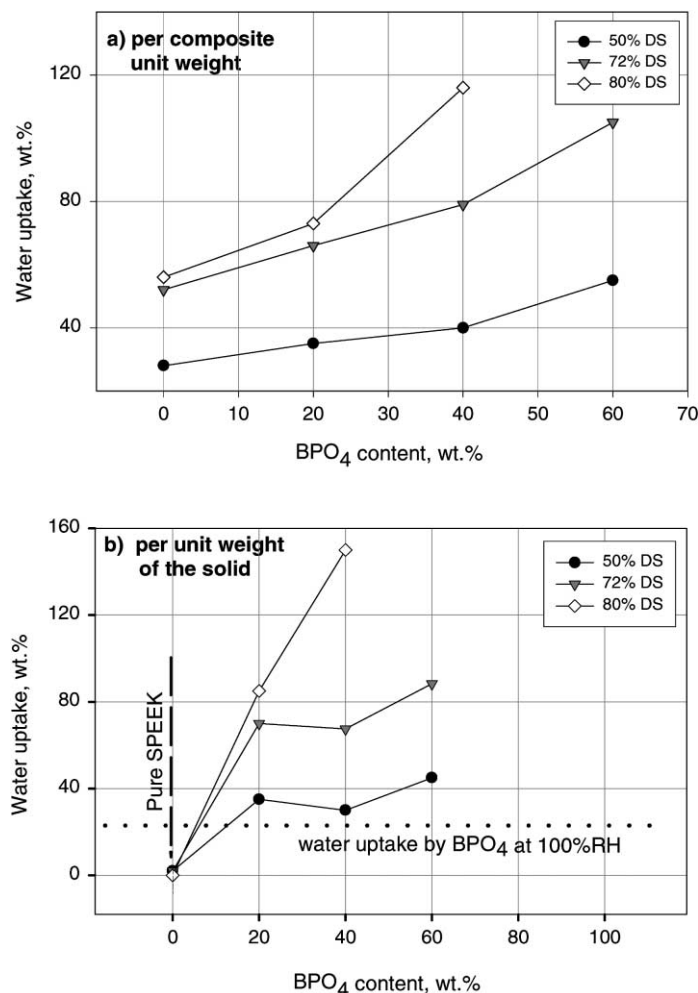 a) per composite
unit weight
50% DS
72% DS
80% DS
120
80
40
Water uptake, wt.%
0 10 20 30 40 50 60 70
BPO4 content, wt.%
160
b) per unit weight
of the solid
50% DS
72% DS
80% DS
120
80
40
0
Water uptake, wt.%
Pure SPEEK
water uptake by BPO4 at 100%RH
0 20 40 60 80 100
BPO4 content, wt.%